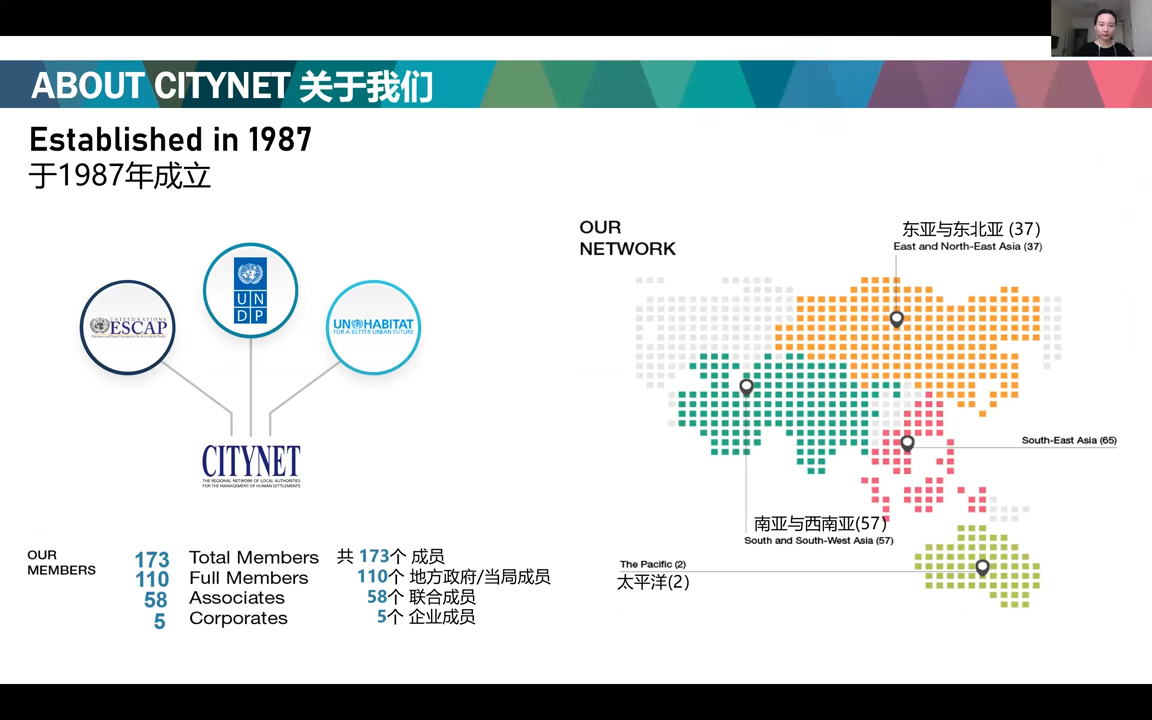 ABOUT CITYNET 关于我们
Established in 1987
于1987年成立
UNITED NATIONS
ESCAP
UN
DP
UN HABITAT
FOR A BETTER URBAN FUTURE
CITYNET
THE REGIONAL NETWORK OF LOCAL AUTHORITIES
FOR THE MANAGEMENT OF HUMAN SETTLEMENTS
OUR
MEMBERS
173 Total Members 共 173个 成员
110 Full Members 110个 地方政府/当局成员
58 Associates 58个 联合成员
5 Corporates 5个 企业成员
OUR
NETWORK
东亚与东北亚 (37)
East and North-East Asia (37)
South-East Asia (65)
南亚与西南亚(57)
South and South-West Asia (57)
The Pacific (2)
太平洋(2)